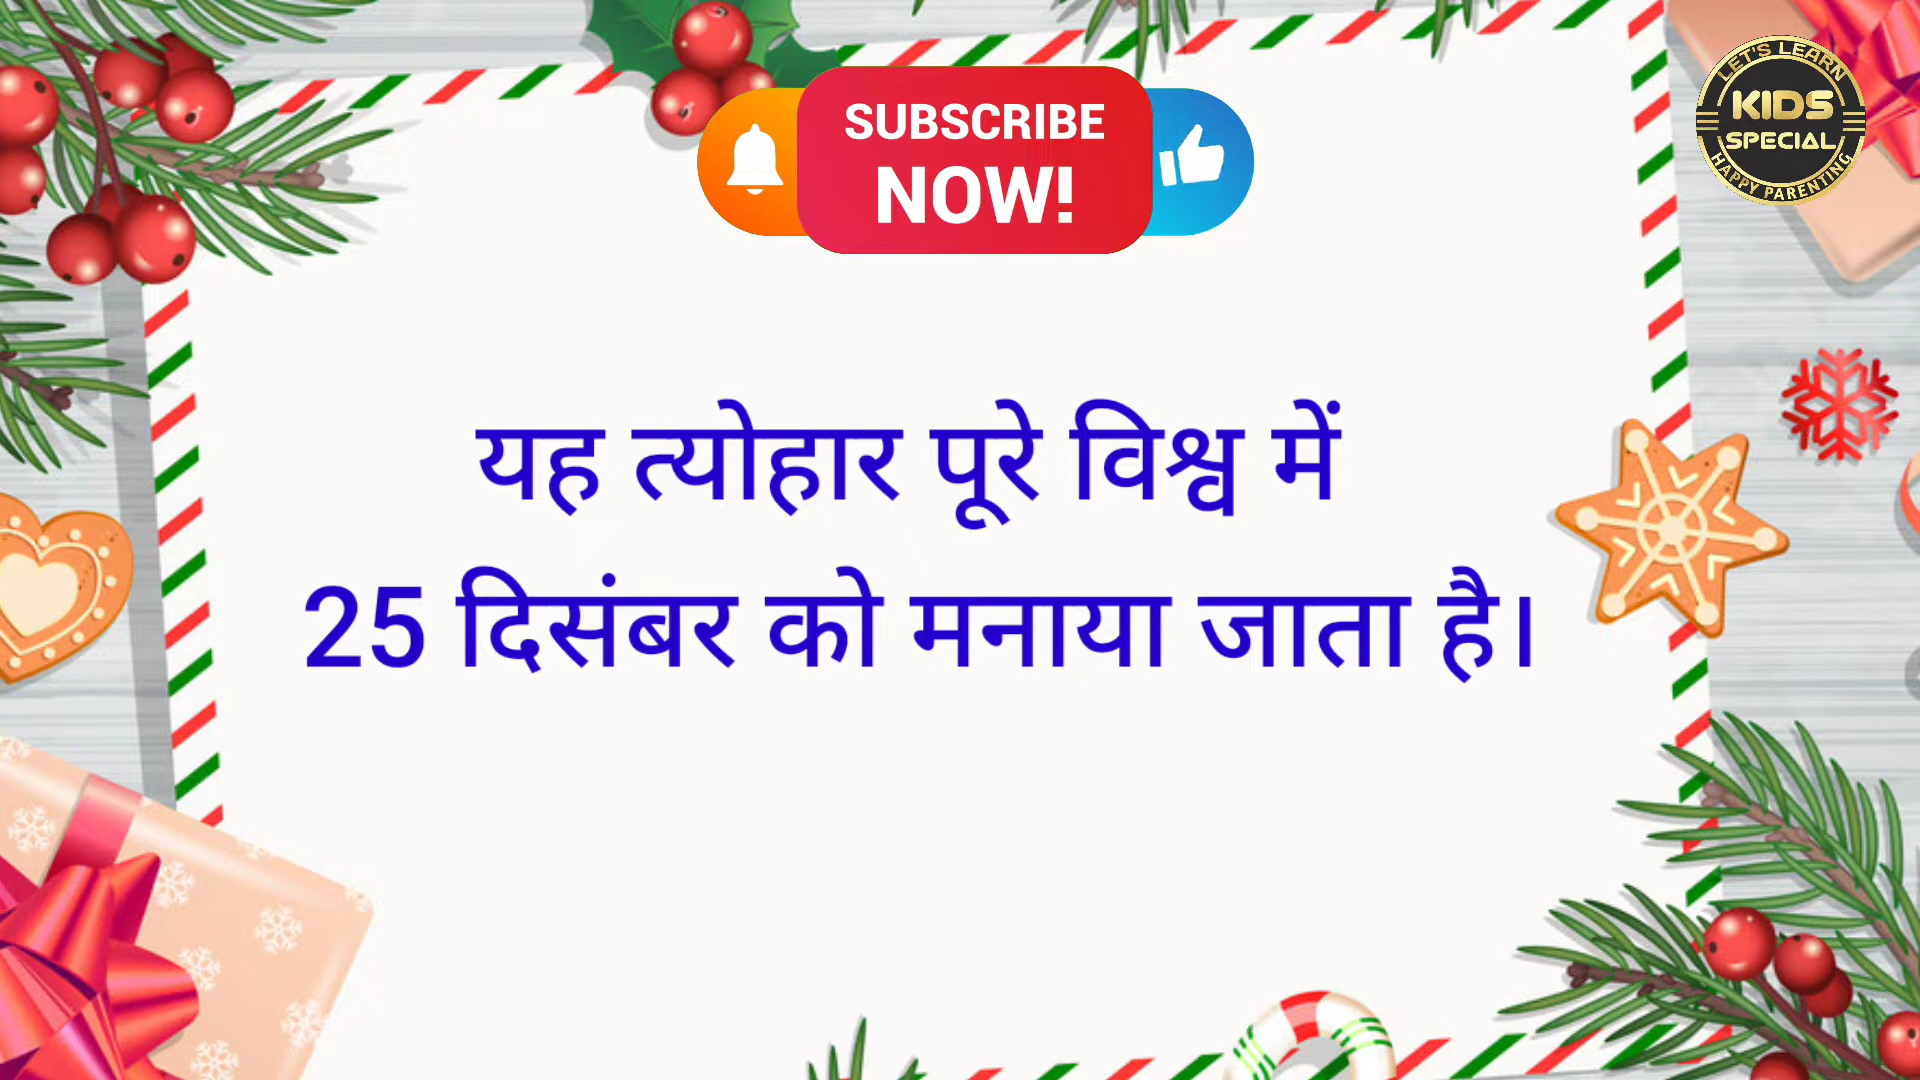 LET'S LEARN
KIDS
SPECIAL
HAPPY PARENTING
SUBSCRIBE
NOW!
यह त्योहार पूरे विश्व में
25 दिसंबर को मनाया जाता है।